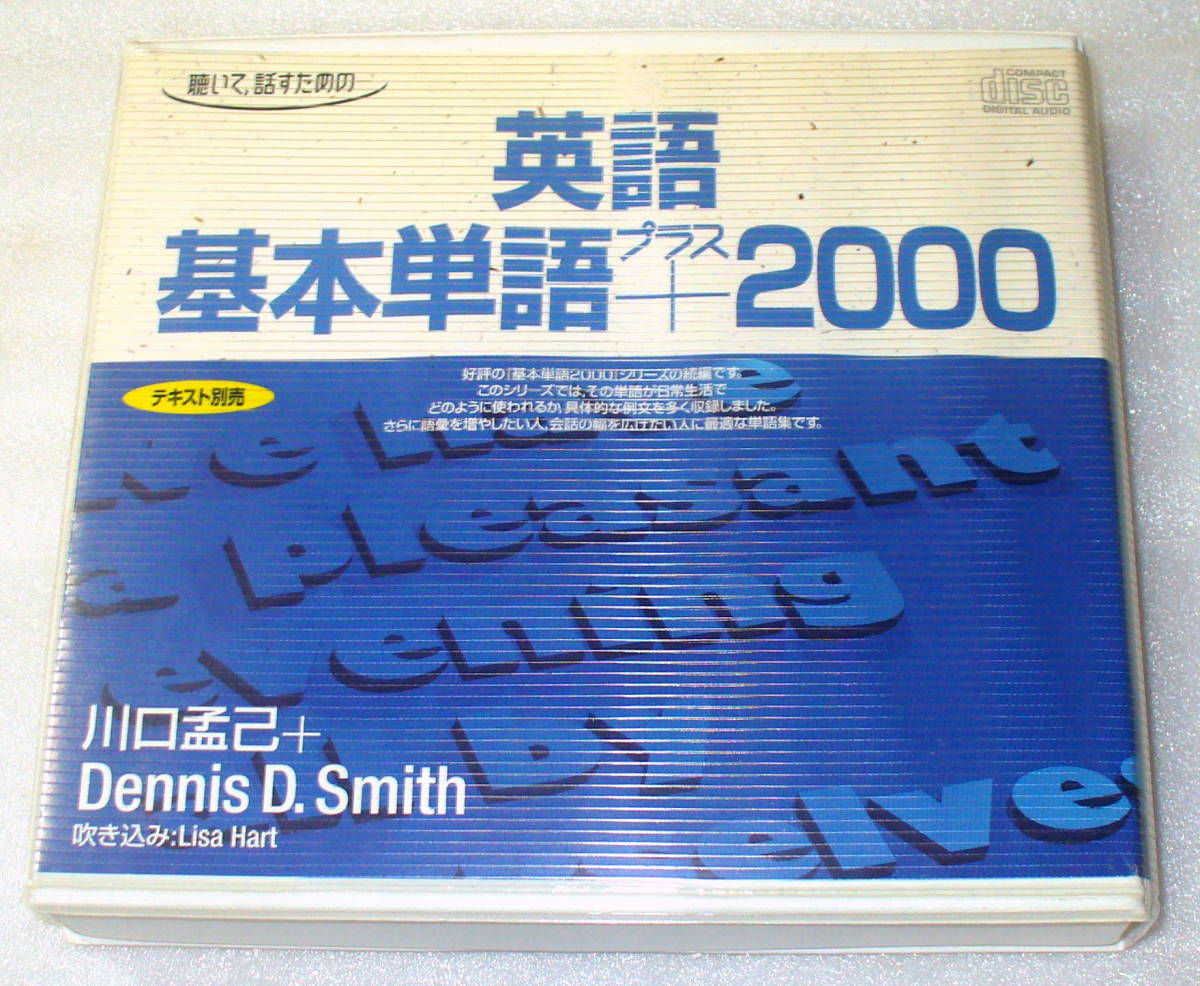 聴いて,話すための
COMPACT
disc
DIGITAL AUDIO
英語
基本単語プラス+2000
テキスト別売
好評の『基本単語2000』シリーズの続編です。
このシリーズでは,その単語が日常生活で
どのように使われるか,具体的な例文を多く収録しました。
さらに語彙を増やしたい人,会話の幅を広げたい人に最適な単語集です。
a pleasant
evening
by
elve
川口孟己+
Dennis D. Smith
吹き込み:Lisa Hart